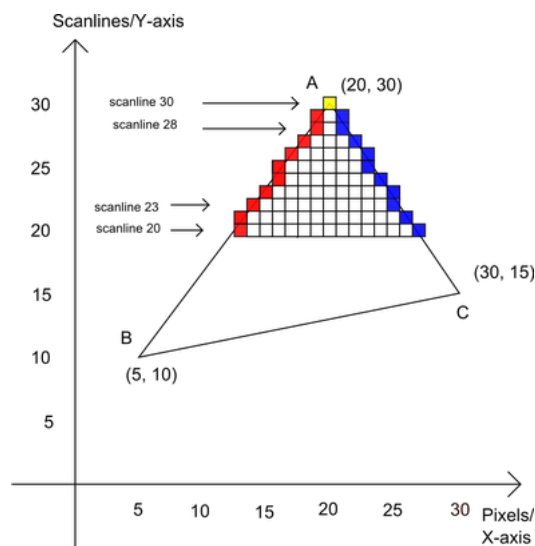 Scanlines/Y-axis
A
(20, 30)
30
scanline 30
scanline 28
25
scanline 23
20
scanline 20
15
(30, 15)
C
B
10
(5, 10)
5
5
10
15
20
25
30
Pixels/
X-axis